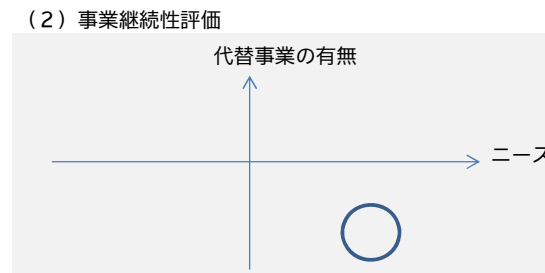 （２）事業継続性評価
代替事業の有無
ニーズ